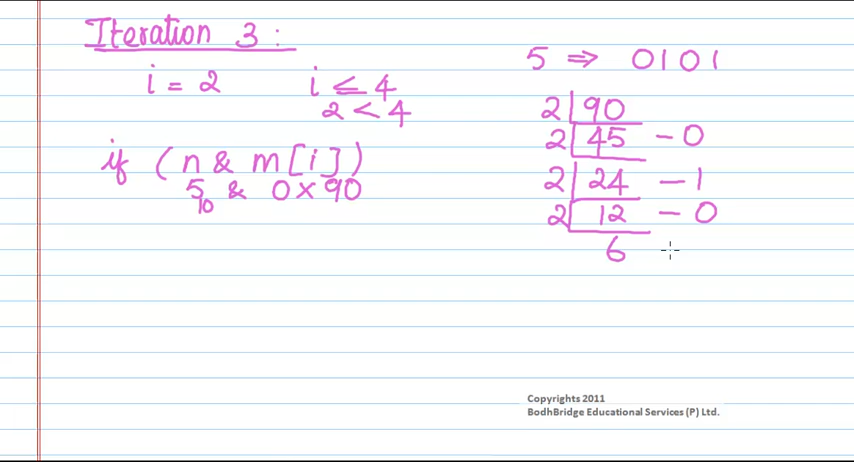 Iteration 3 :
i = 2 i ≤ 4
2 < 4
if (n & m[i])
5₁₀ & 0x90
5 ⇒ 0101
2 | 90
2 | 45 – 0
2 | 24 – 1
2 | 12 – 0
6
Copyrights 2011
BodhBridge Educational Services (P) Ltd.